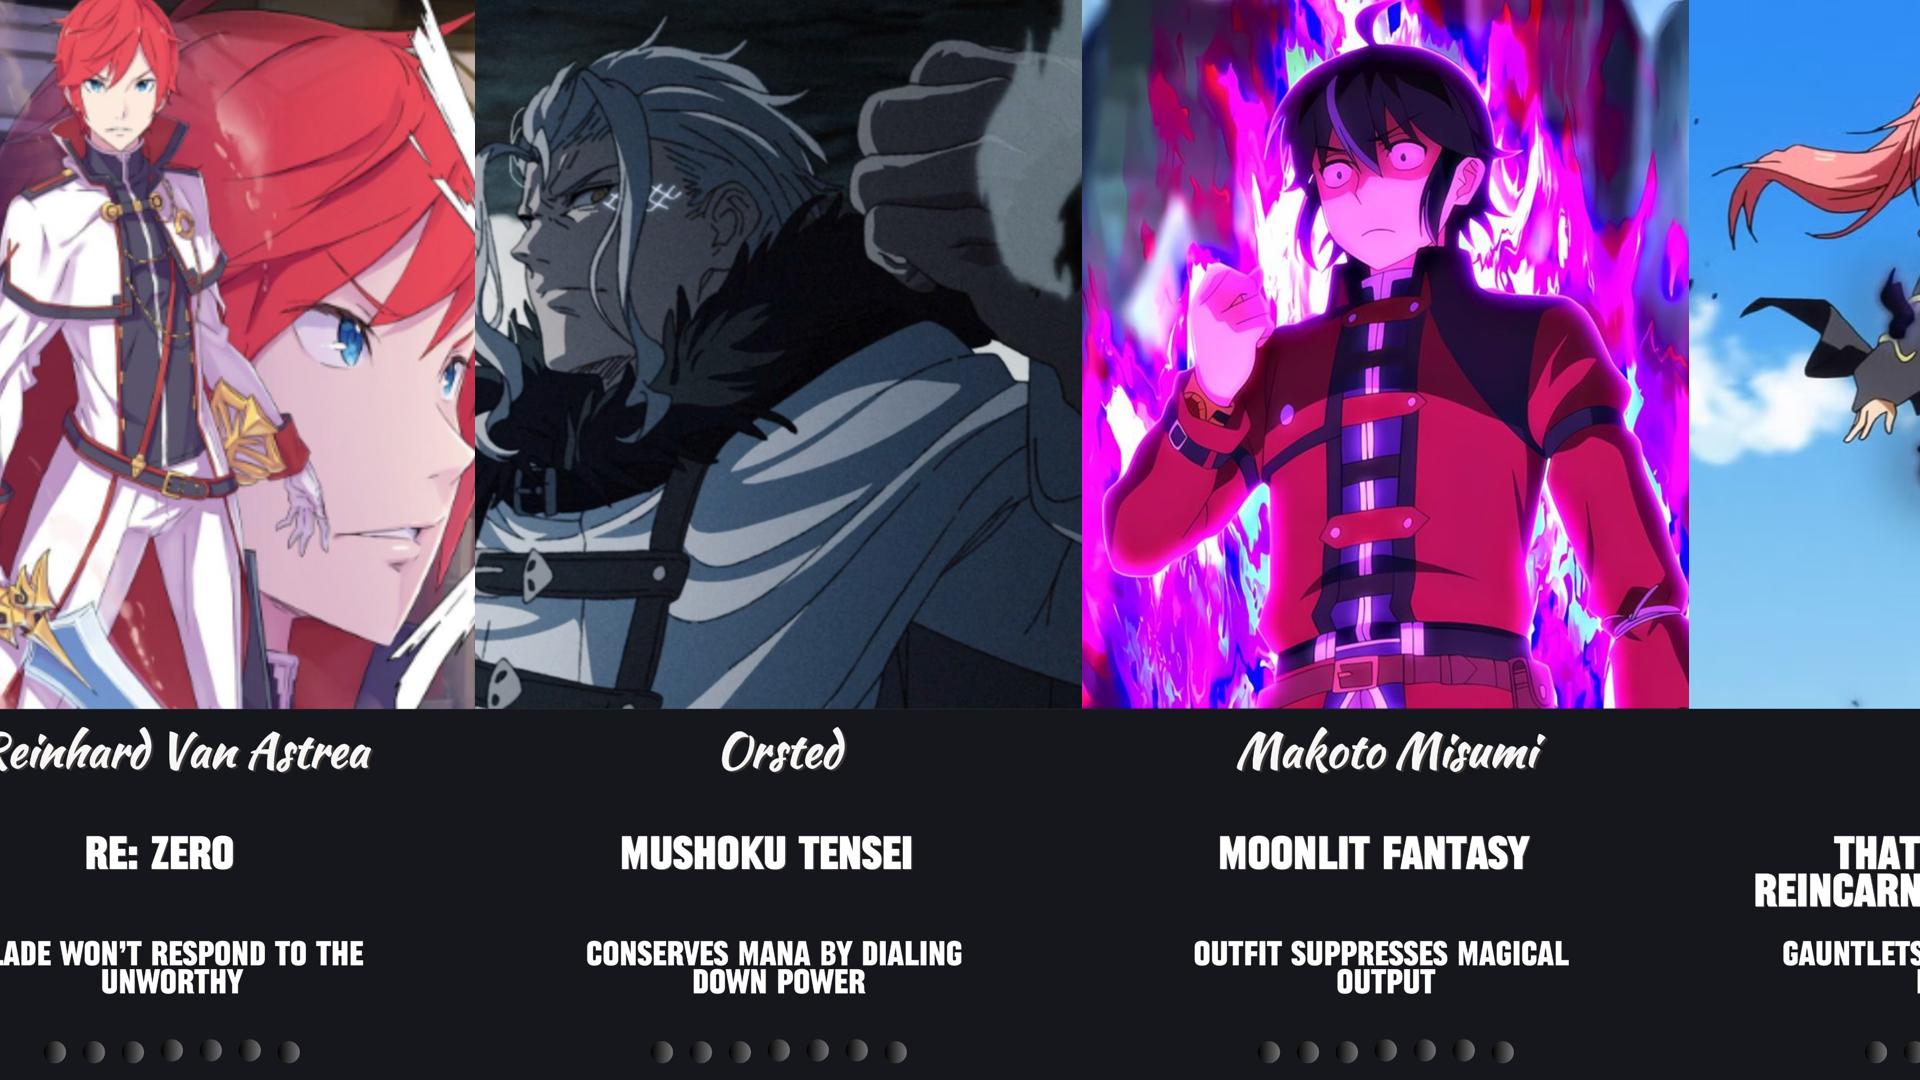 Reinhard Van Astrea
RE: ZERO
LADE WON'T RESPOND TO THE
UNWORTHY
Orsted
MUSHOKU TENSEI
CONSERVES MANA BY DIALING
DOWN POWER
Makoto Misumi
MOONLIT FANTASY
OUTFIT SUPPRESSES MAGICAL
OUTPUT
THAT
REINCARN
GAUNTLETS